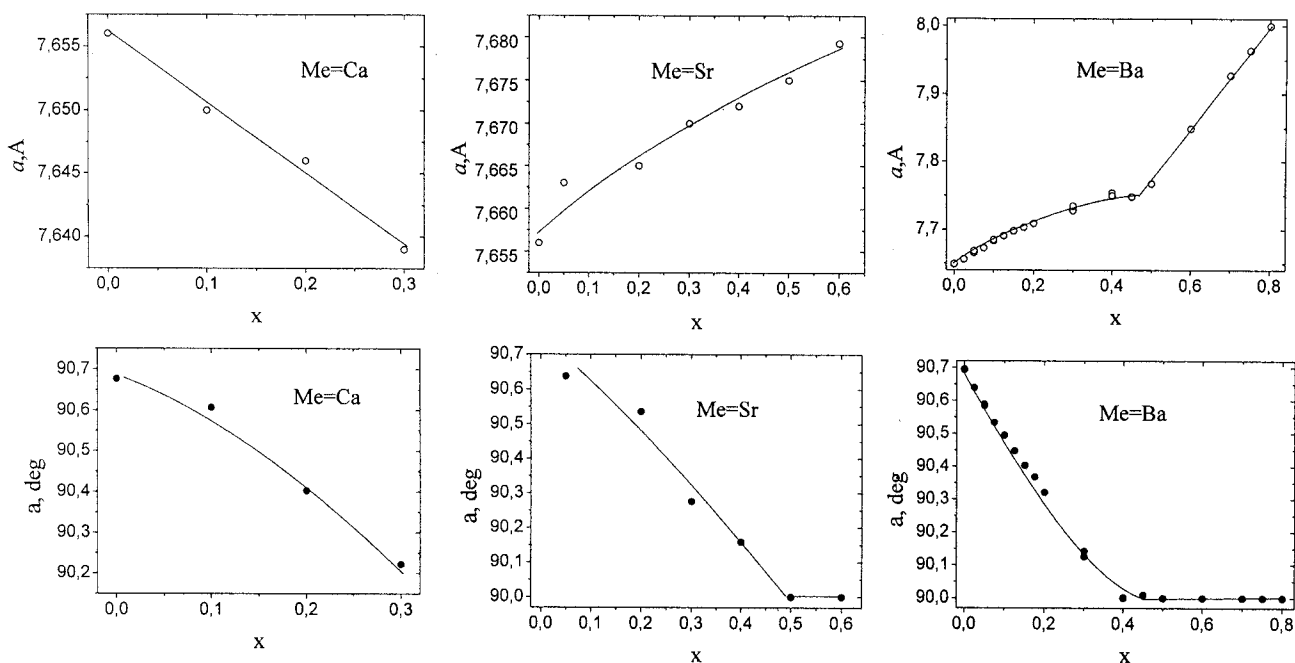 7,655
7,650
7,645
7,640
a,A
Me=Ca
0,0 0,1 0,2 0,3
x
7,680
7,675
7,670
7,665
7,660
7,655
a,A
Me=Sr
0,0 0,1 0,2 0,3 0,4 0,5 0,6
x
8,0
7,9
7,8
7,7
a,A
Me=Ba
0,0 0,2 0,4 0,6 0,8
x
90,7
90,6
90,5
90,4
90,3
90,2
a, deg
Me=Ca
0,0 0,1 0,2 0,3
x
90,7
90,6
90,5
90,4
90,3
90,2
90,1
90,0
a, deg
Me=Sr
0,0 0,1 0,2 0,3 0,4 0,5 0,6
x
90,7
90,6
90,5
90,4
90,3
90,2
90,1
90,0
a, deg
Me=Ba
0,0 0,2 0,4 0,6 0,8
x